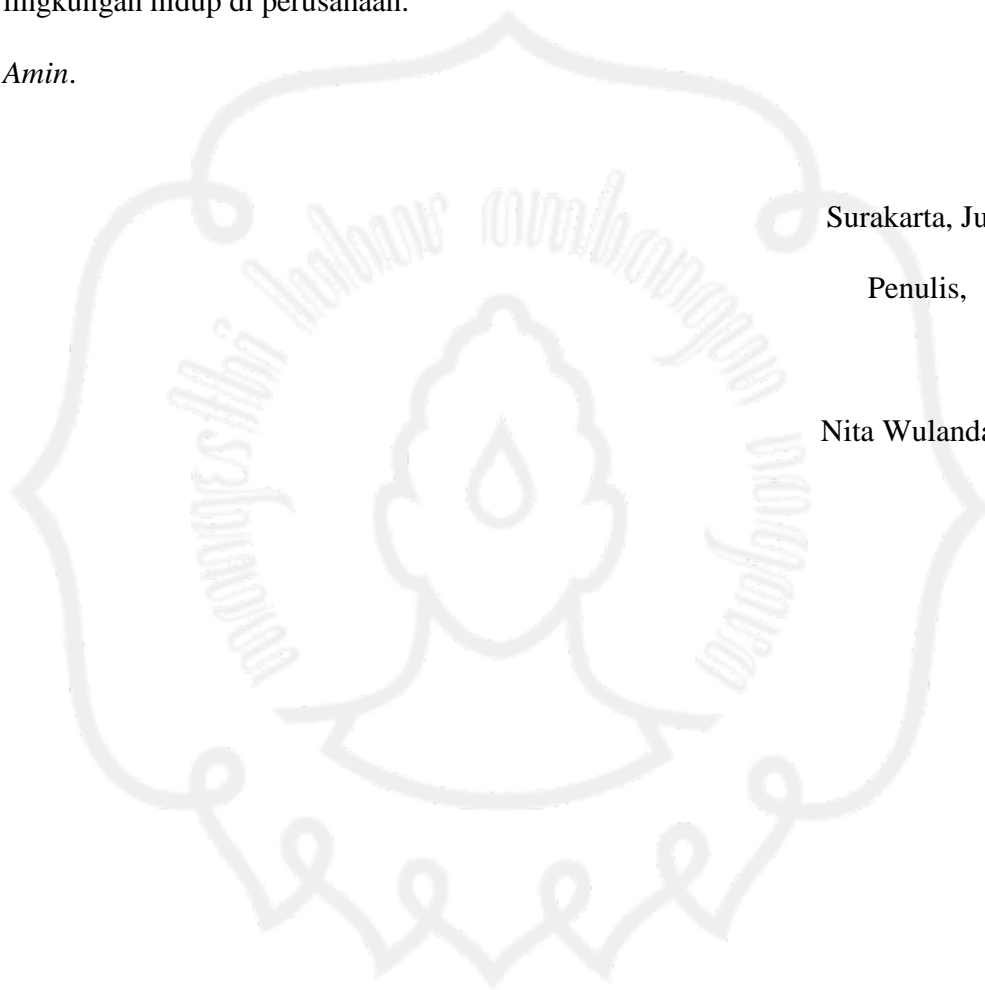 lingkungan hidup di perusahaan.
Amin.
Surakarta, Ju
Penulis,
Nita Wulanda